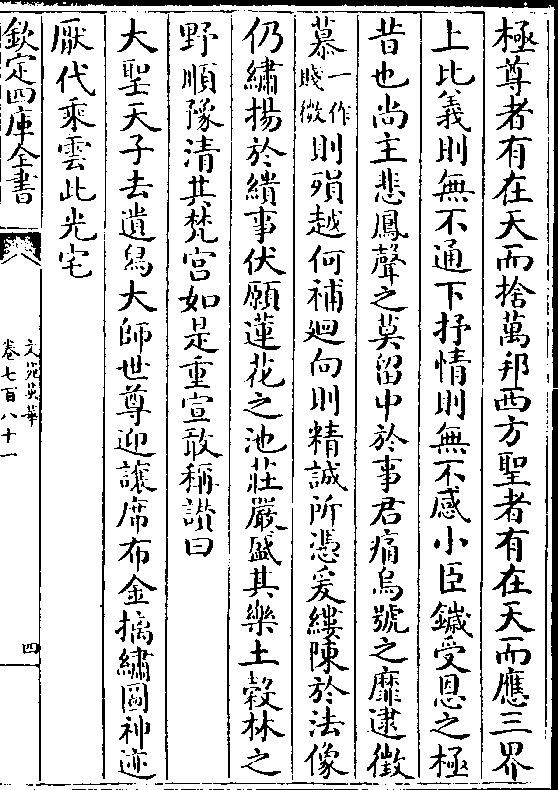 極尊者有在天而捨萬邦西方聖者有在天而應三界
上比義則無不通下抒情則無不感小臣鍼受恩之極
昔也尚主悲鳳聲之莫留中於事君痛烏號之靡逮徵
慕一作賤微則殞越何補廻向則精誠所憑爰縷陳於法像
仍繡揚於繢事伏願蓮花之池莊嚴盛其樂土穀林之
野順豫清其梵宮如是重宣敢稱讃曰
大聖天子去遺舄大師世尊迎讓席布金摛繡圖神迹
厭代乘雲此光宅
欽定四庫全書
文苑英華
卷七百八十一
四